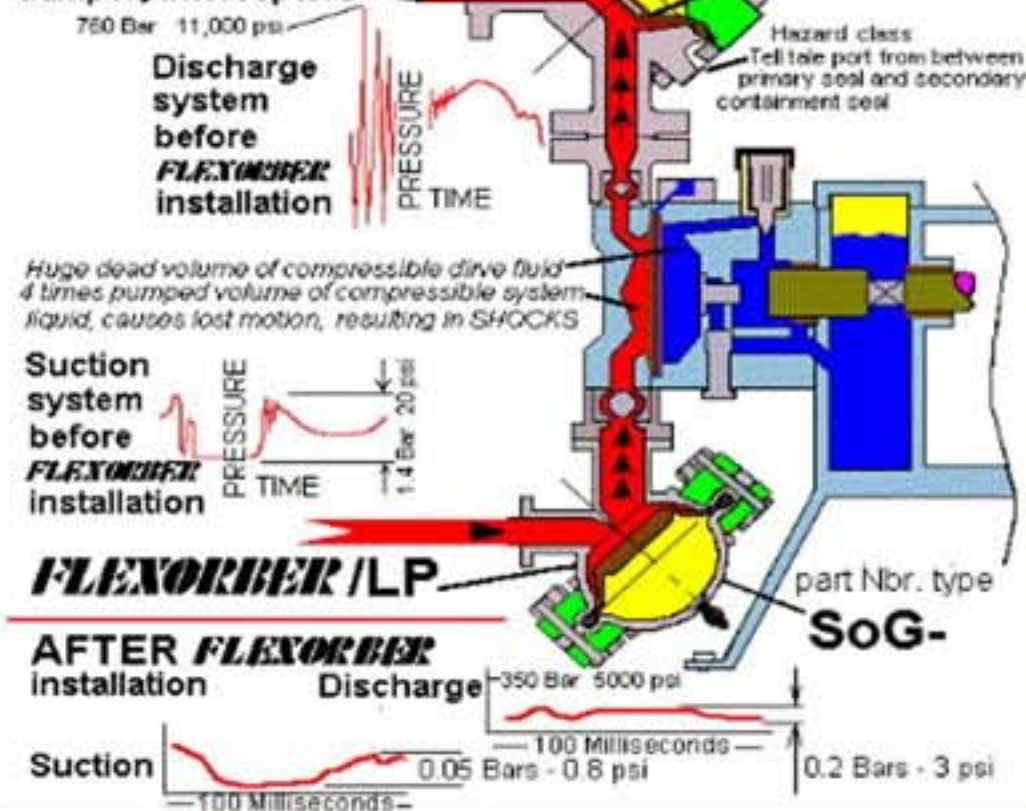 760 Bar 11,000 psi
Discharge
system
before
FLEXORBER
installation
PRESSURE
TIME
Hazard class
Tell tale port from between
primary seal and secondary
containment seal
Huge dead volume of compressible dirve fluid
4 times pumped volume of compressible system
liquid, causes lost motion, resulting in SHOCKS
Suction
system
before
FLEXORBER
installation
PRESSURE
TIME
1.4 Bar 20 psi
FLEXORBER /LP
part Nbr. type
SoG-
AFTER FLEXORBER
installation
Discharge
350 Bar 5000 psi
100 Milliseconds
0.2 Bars - 3 psi
Suction
0.05 Bars - 0.8 psi
100 Milliseconds